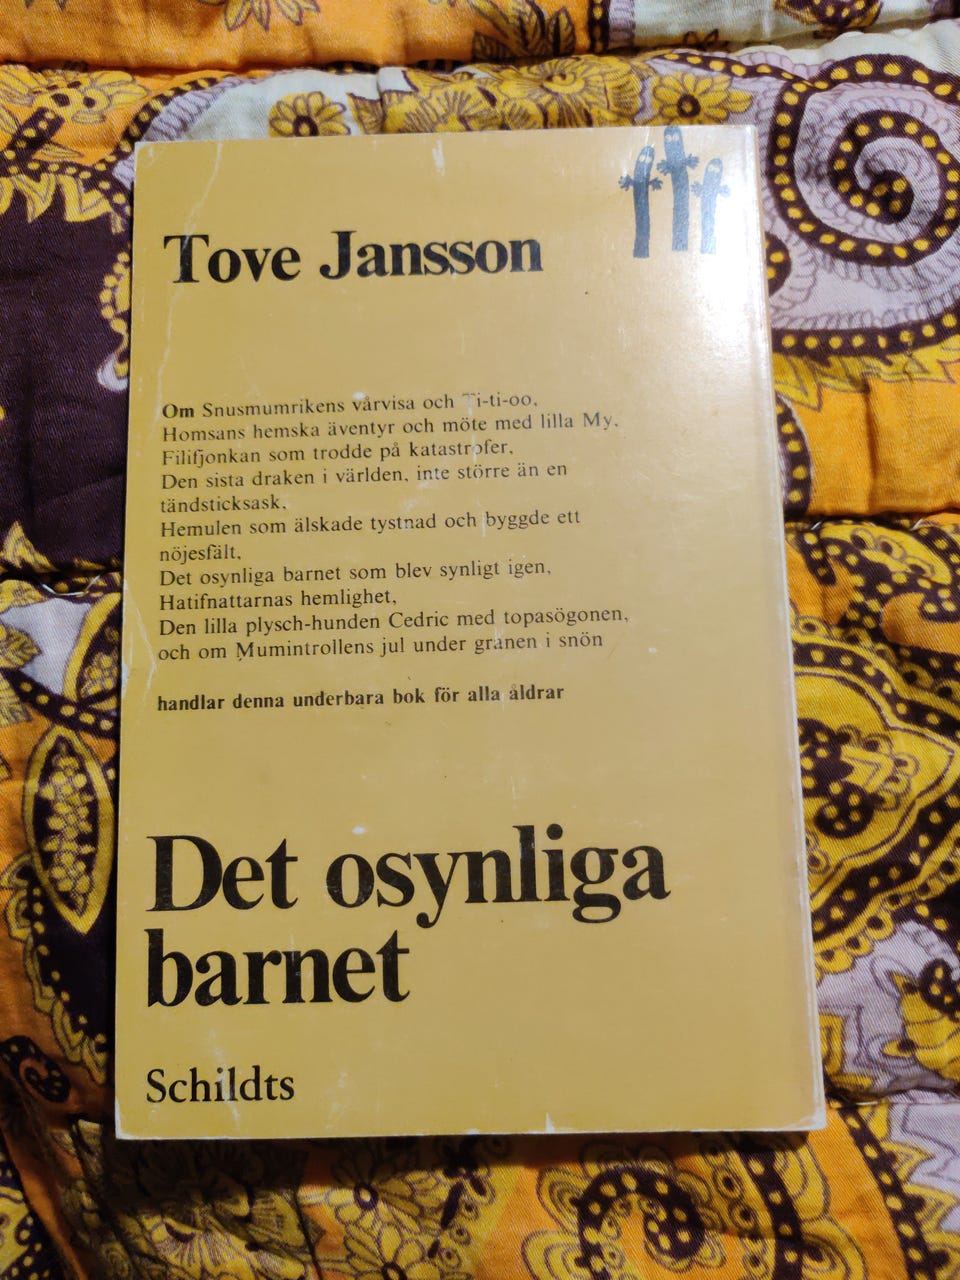 Tove Jansson
Om Snusmumrikens vårvisa och Ti-ti-oo,
Homsans hemska äventyr och möte med lilla My,
Filifjonkan som trodde på katastrofer,
Den sista draken i världen, inte större än en
tändsticksask,
Hemulen som älskade tystnad och byggde ett
nöjesfält,
Det osynliga barnet som blev synligt igen,
Hatifnattarnas hemlighet,
Den lilla plysch-hunden Cedric med topasögonen,
och om Mumintrollens jul under granen i snön
handlar denna underbara bok för alla åldrar
Det osynliga
barnet
Schildts